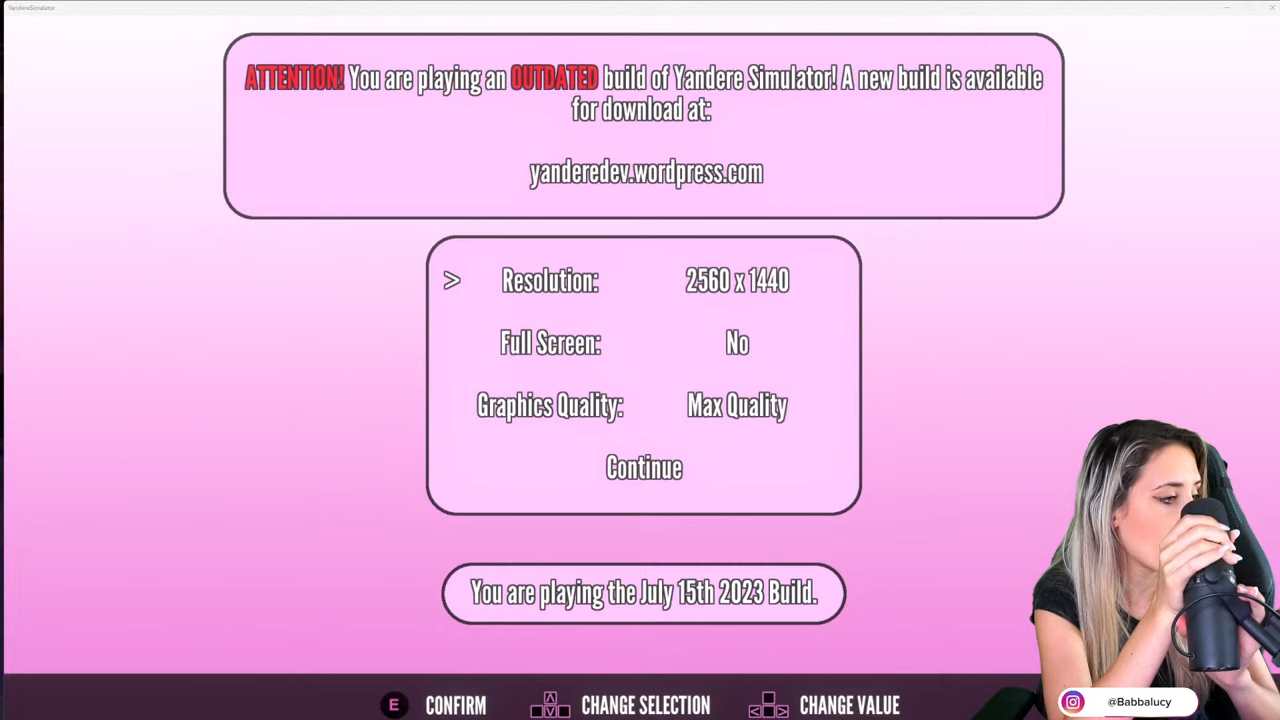 YandereSimulator
ATTENTION! You are playing an OUTDATED build of Yandere Simulator! A new build is available
for download at:
yanderedev.wordpress.com
> Resolution: 2560 x 1440
Full Screen: No
Graphics Quality: Max Quality
Continue
You are playing the July 15th 2023 Build.
E CONFIRM CHANGE SELECTION CHANGE VALUE
@Babbalucy